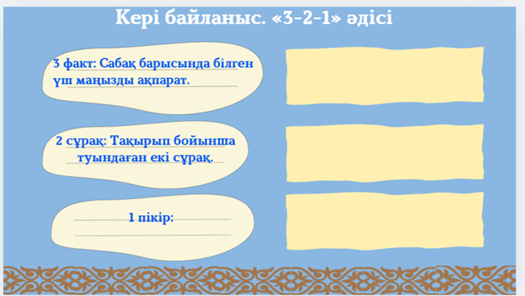 Кері байланыс. «3-2-1» әдісі
3 факт: Сабақ барысында білген
үш маңызды ақпарат.
2 сұрақ: Тақырып бойынша
туындаған екі сұрақ.
1 пікір: